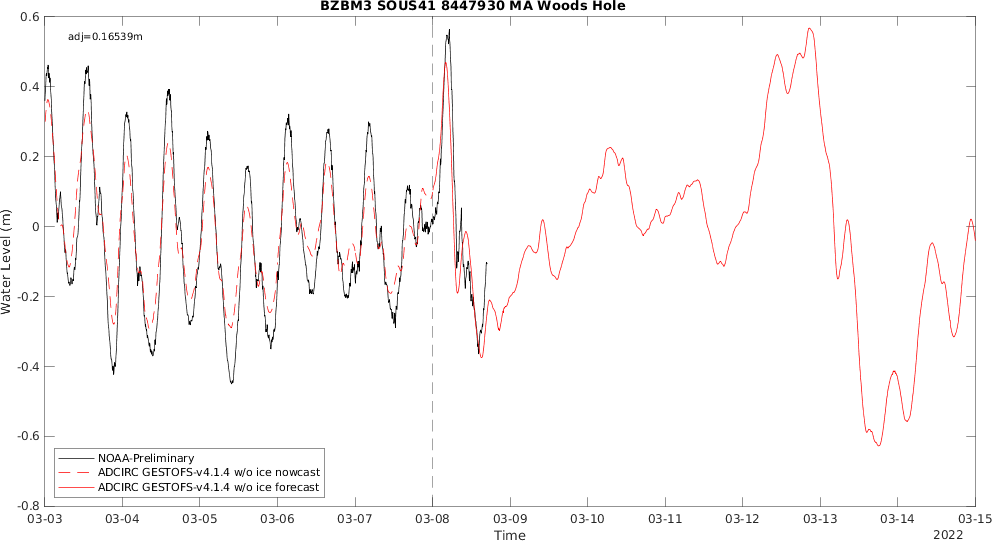 BZBM3 SOUS41 8447930 MA Woods Hole
adj=0.16539m
0.6
0.4
0.2
0
-0.2
-0.4
-0.6
-0.8
Water Level (m)
NOAA-Preliminary
ADCIRC GESTOFS-v4.1.4 w/o ice nowcast
ADCIRC GESTOFS-v4.1.4 w/o ice forecast
03-03 03-04 03-05 03-06 03-07 03-08 03-09 03-10 03-11 03-12 03-13 03-14 03-15
Time
2022